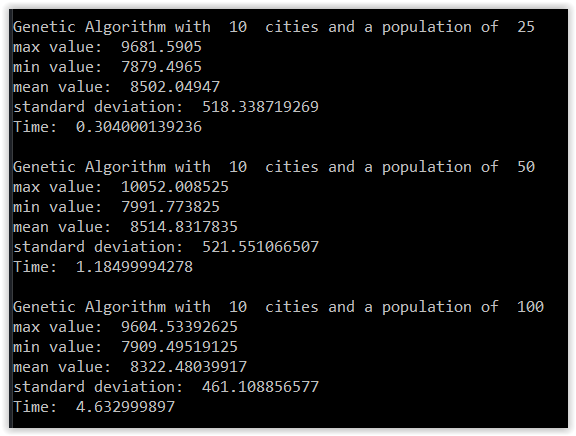 Genetic Algorithm with  10  cities and a population of  25
max value:  9681.5905
min value:  7879.4965
mean value:  8502.04947
standard deviation:  518.338719269
Time:  0.304000139236

Genetic Algorithm with  10  cities and a population of  50
max value:  10052.008525
min value:  7991.773825
mean value:  8514.8317835
standard deviation:  521.551066507
Time:  1.18499994278

Genetic Algorithm with  10  cities and a population of  100
max value:  9604.53392625
min value:  7909.49519125
mean value:  8322.48039917
standard deviation:  461.108856577
Time:  4.632999897